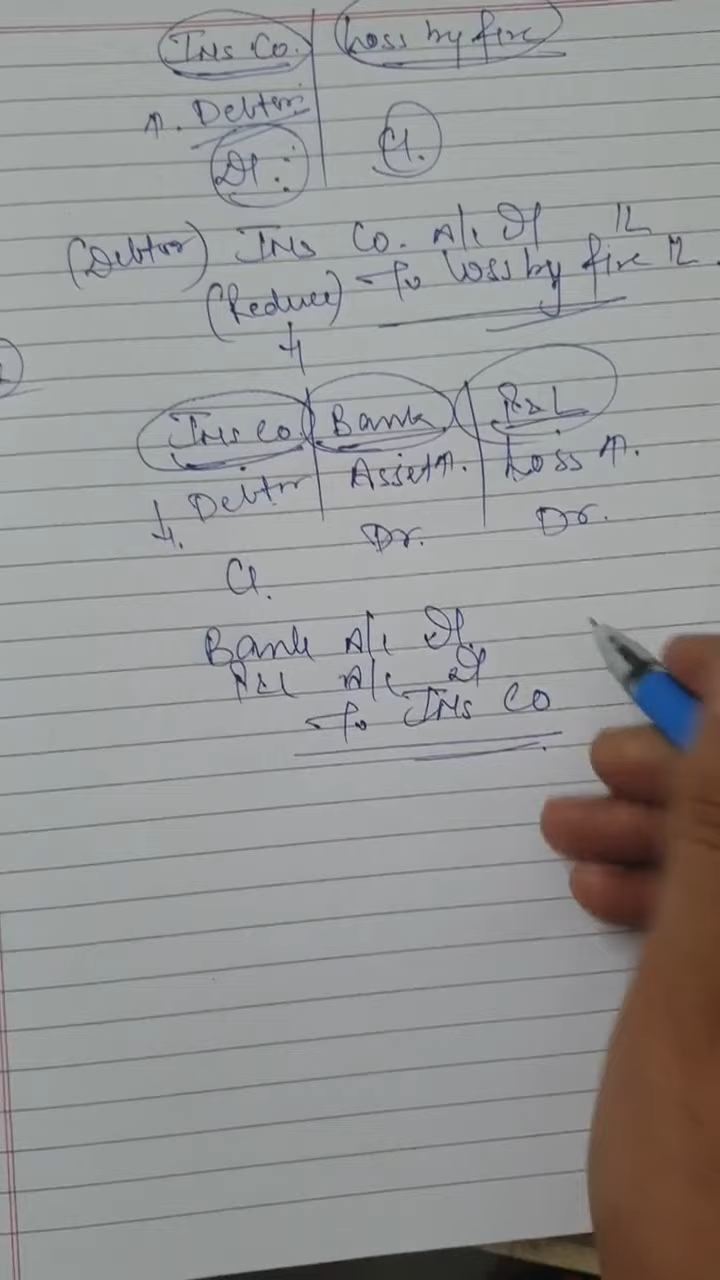 Ins Co. Loss by fire
↑. Debtor
Dr. Cr.
(Debtor) Ins Co. A/c Dr 12
(Reduce) To loss by fire 12
↓
Ins Co. Bank P&L
↓ Debtor Asset↑. Loss ↑.
Dr. Dr.
Cr.
Bank A/c Dr
P&L A/c Dr
To Ins Co